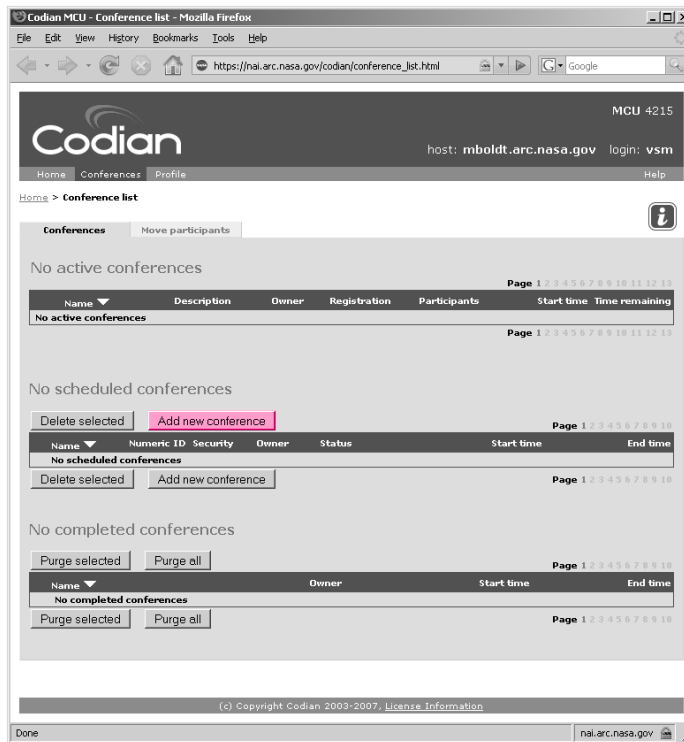 Codian MCU - Conference list - Mozilla Firefox
File Edit View History Bookmarks Tools Help
https://nai.arc.nasa.gov/codian/conference_list.html
G Google
Codian
MCU 4215
host: mboldt.arc.nasa.gov login: vsm
Home Conferences Profile Help
Home > Conference list
i
Conferences Move participants
No active conferences
Page 1 2 3 4 5 6 7 8 9 10 11 12 13
Name Description Owner Registration Participants Start time Time remaining
No active conferences
Page 1 2 3 4 5 6 7 8 9 10 11 12 13
No scheduled conferences
Delete selected Add new conference
Page 1 2 3 4 5 6 7 8 9 10
Name Numeric ID Security Owner Status Start time End time
No scheduled conferences
Delete selected Add new conference
Page 1 2 3 4 5 6 7 8 9 10
No completed conferences
Purge selected Purge all
Page 1 2 3 4 5 6 7 8 9 10
Name Owner Start time End time
No completed conferences
Purge selected Purge all
Page 1 2 3 4 5 6 7 8 9 10
(c) Copyright Codian 2003-2007, License Information
Done nai.arc.nasa.gov